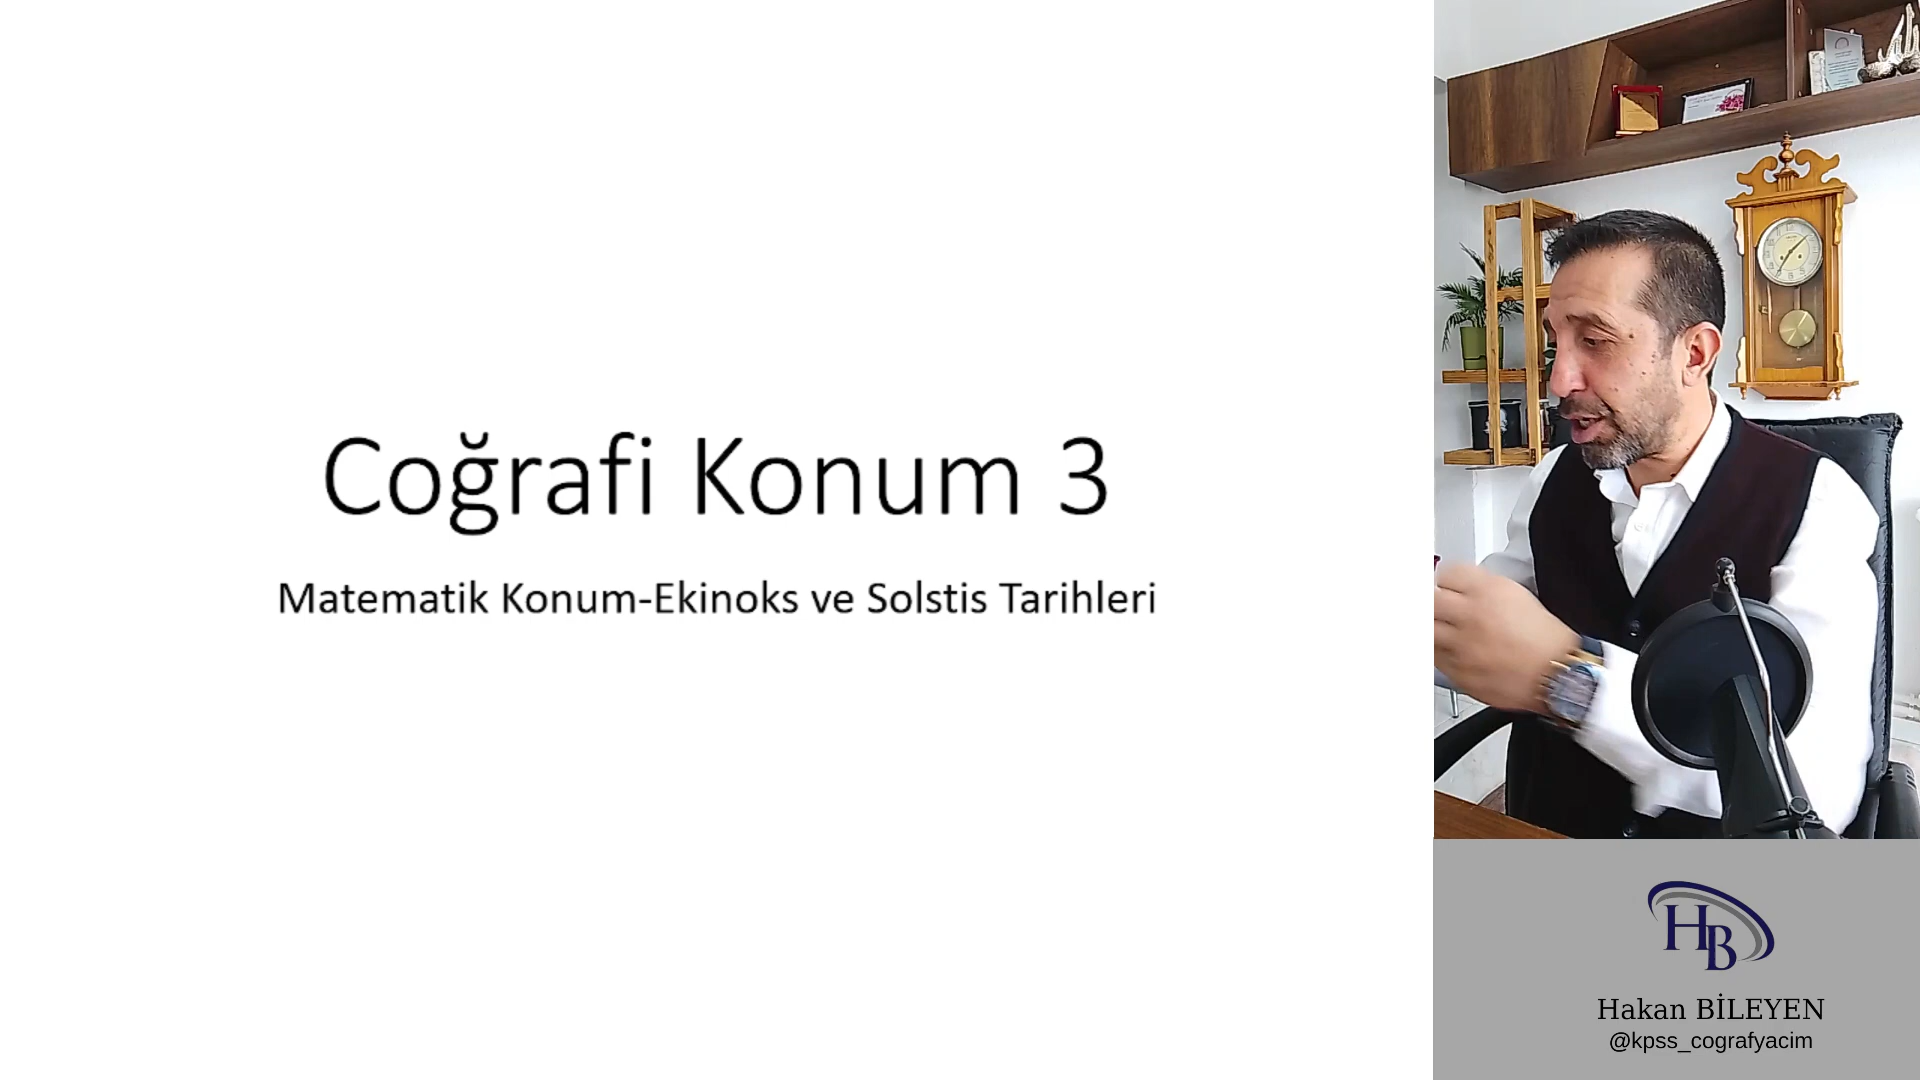 Coğrafi Konum 3
Matematik Konum-Ekinoks ve Solstis Tarihleri
HB
Hakan BİLEYEN
@kpss_cografyacim